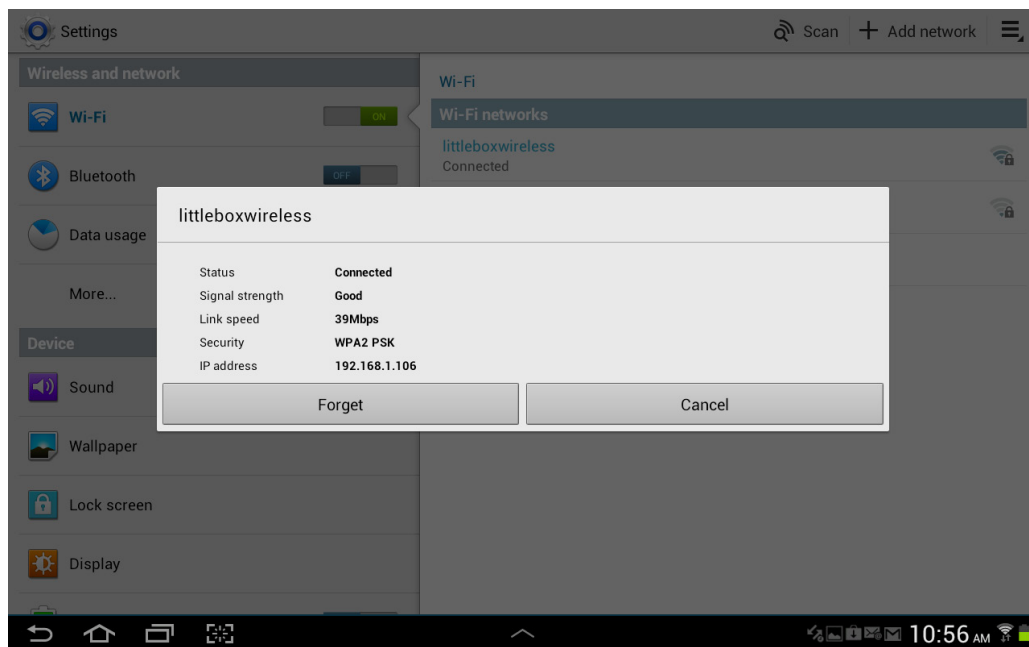 Settings
Scan
Add network
Wireless and network
Wi-Fi
ON
Bluetooth
OFF
Data usage
More...
Device
Sound
Wallpaper
Lock screen
Display
Wi-Fi
Wi-Fi networks
littleboxwireless
Connected
littleboxwireless
Status Connected
Signal strength Good
Link speed 39Mbps
Security WPA2 PSK
IP address 192.168.1.106
Forget
Cancel
10:56 AM